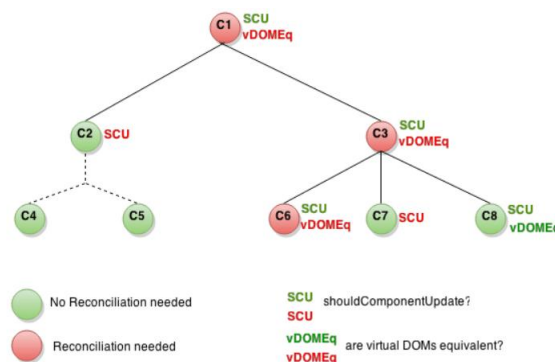 C1 SCU
vDOMEq
C2 SCU
C3 SCU
vDOMEq
C4
C5
C6 SCU
vDOMEq
C7 SCU
C8 SCU
vDOMEq
No Reconciliation needed
Reconciliation needed
SCU shouldComponentUpdate?
SCU
vDOMEq are virtual DOMs equivalent?
vDOMEq